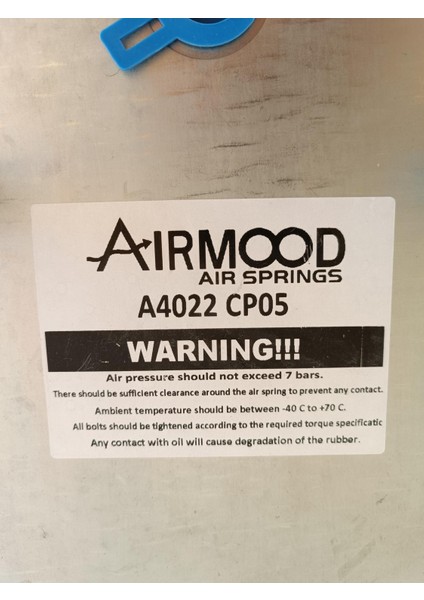 AIRMOOD
AIR SPRINGS
A4022 CP05
WARNING!!!
Air pressure should not exceed 7 bars.
There should be sufficient clearance around the air spring to prevent any contact.
Ambient temperature should be between -40 C to +70 C.
All bolts should be tightened according to the required torque specificatic
Any contact with oil will cause degradation of the rubber.